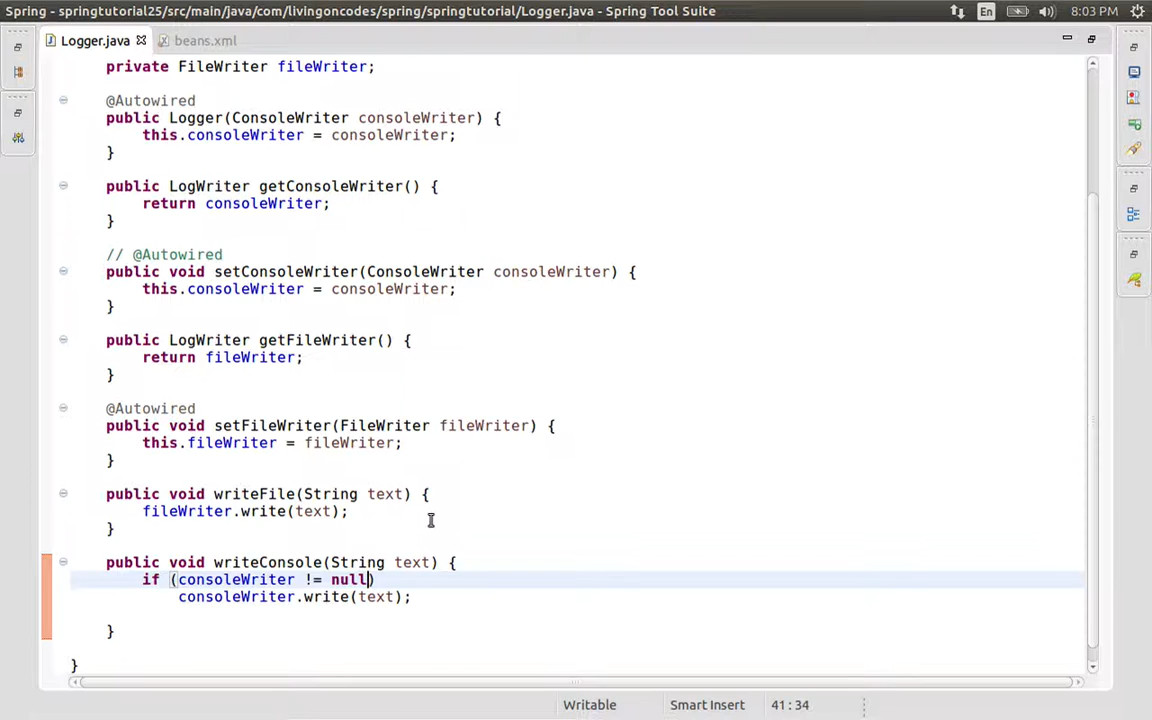 Spring - springtutorial25/src/main/java/com/livingoncodes/spring/springtutorial/Logger.java - Spring Tool Suite
En
8:03 PM
Logger.java
beans.xml
private FileWriter fileWriter;
@Autowired
public Logger(ConsoleWriter consoleWriter) {
this.consoleWriter = consoleWriter;
}
public LogWriter getConsoleWriter() {
return consoleWriter;
}
// @Autowired
public void setConsoleWriter(ConsoleWriter consoleWriter) {
this.consoleWriter = consoleWriter;
}
public LogWriter getFileWriter() {
return fileWriter;
}
@Autowired
public void setFileWriter(FileWriter fileWriter) {
this.fileWriter = fileWriter;
}
public void writeFile(String text) {
fileWriter.write(text);
}
public void writeConsole(String text) {
if (consoleWriter != null)
consoleWriter.write(text);
}
}
Writable
Smart Insert
41 : 34